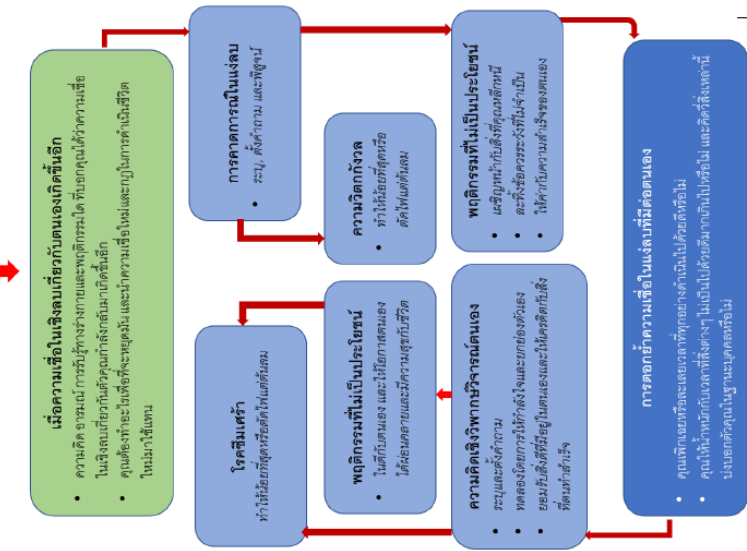 เมื่อความเชื่อในเชิงลบเกี่ยวกับตนเองเกิดขึ้นอีก
• ความคิด อารมณ์ การรับรู้ทางร่างกายและพฤติกรรมใด ที่บอกคุณได้ว่าความเชื่อ
ในเชิงลบเกี่ยวกับตัวคุณกำลังกลับมาเกิดขึ้นอีก
• คุณต้องทำอะไรเพื่อที่จะหยุดมัน และนำความเชื่อใหม่และกฎในการดำเนินชีวิต
ใหม่มาใช้แทน
การคาดการณ์ในแง่ลบ
• ระบุ, ตั้งคำถาม และพิสูจน์
ความวิตกกังวล
• ทำให้น้อยที่สุดหรือ
ตัดไฟแต่ต้นลม
พฤติกรรมที่ไม่เป็นประโยชน์
• เผชิญหน้ากับสิ่งที่คุณหลีกหนี
• ละทิ้งข้อควรระวังที่ไม่จำเป็น
• ให้ค่ากับความสำเร็จของตนเอง
โรคซึมเศร้า
ทำให้น้อยที่สุดหรือตัดไฟแต่ต้นลม
พฤติกรรมที่ไม่เป็นประโยชน์
• ใจดีกับตนเอง และให้โอกาสตนเอง
ได้ผ่อนคลายและมีความสุขกับชีวิต
ความคิดเชิงวิพากษ์วิจารณ์ตนเอง
• ระบุและตั้งคำถาม
• ทดลองโดยการให้กำลังใจและยกย่องตัวเอง
• ยอมรับสิ่งที่ดีที่มีอยู่ในตนเองและให้เครดิตกับสิ่ง
ที่ตนทำสำเร็จ
การตอกย้ำความเชื่อในแง่ลบที่มีต่อตนเอง
• คุณเพิกเฉยหรือละเลยเวลาที่ทุกอย่างดำเนินไปด้วยดีหรือไม่
• คุณให้น้ำหนักกับเวลาที่สิ่งต่างๆ ไม่เป็นไปด้วยดีมากเกินไปหรือไม่ และคิดว่าสิ่งเหล่านี้
บ่งบอกตัวคุณในฐานะบุคคลหรือไม่